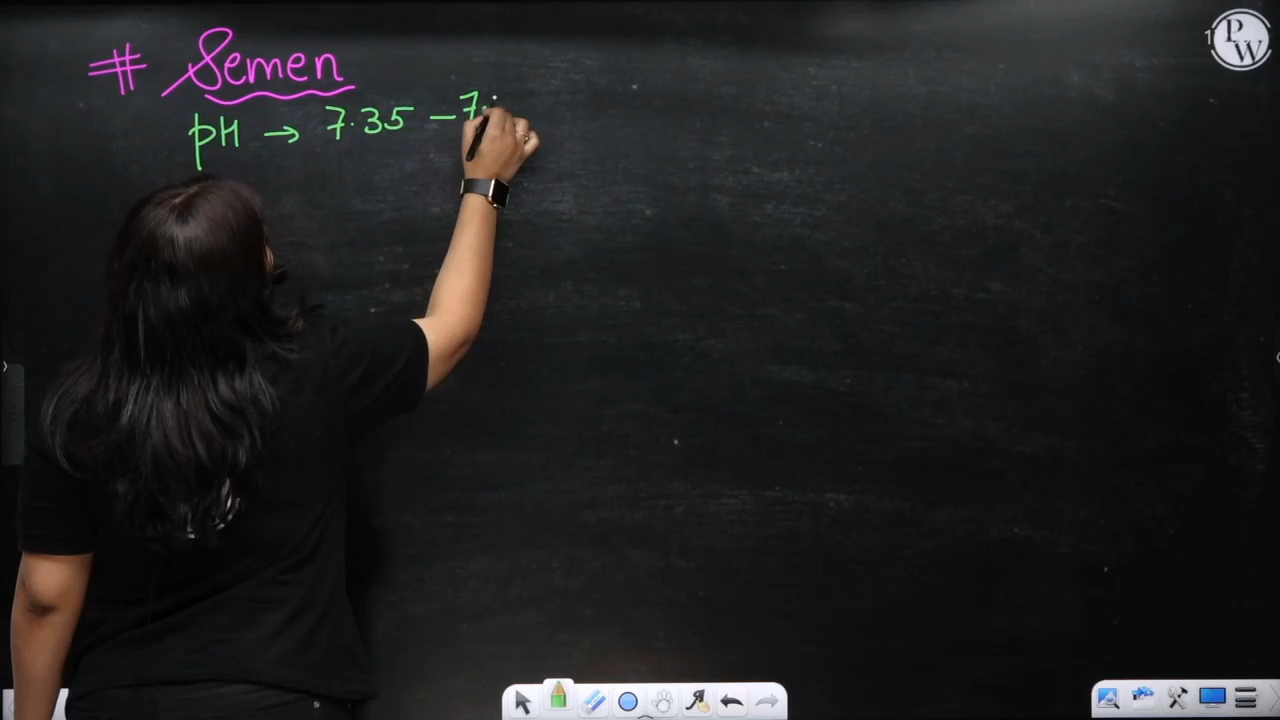 # Semen
pH → 7.35 – 7.
PW